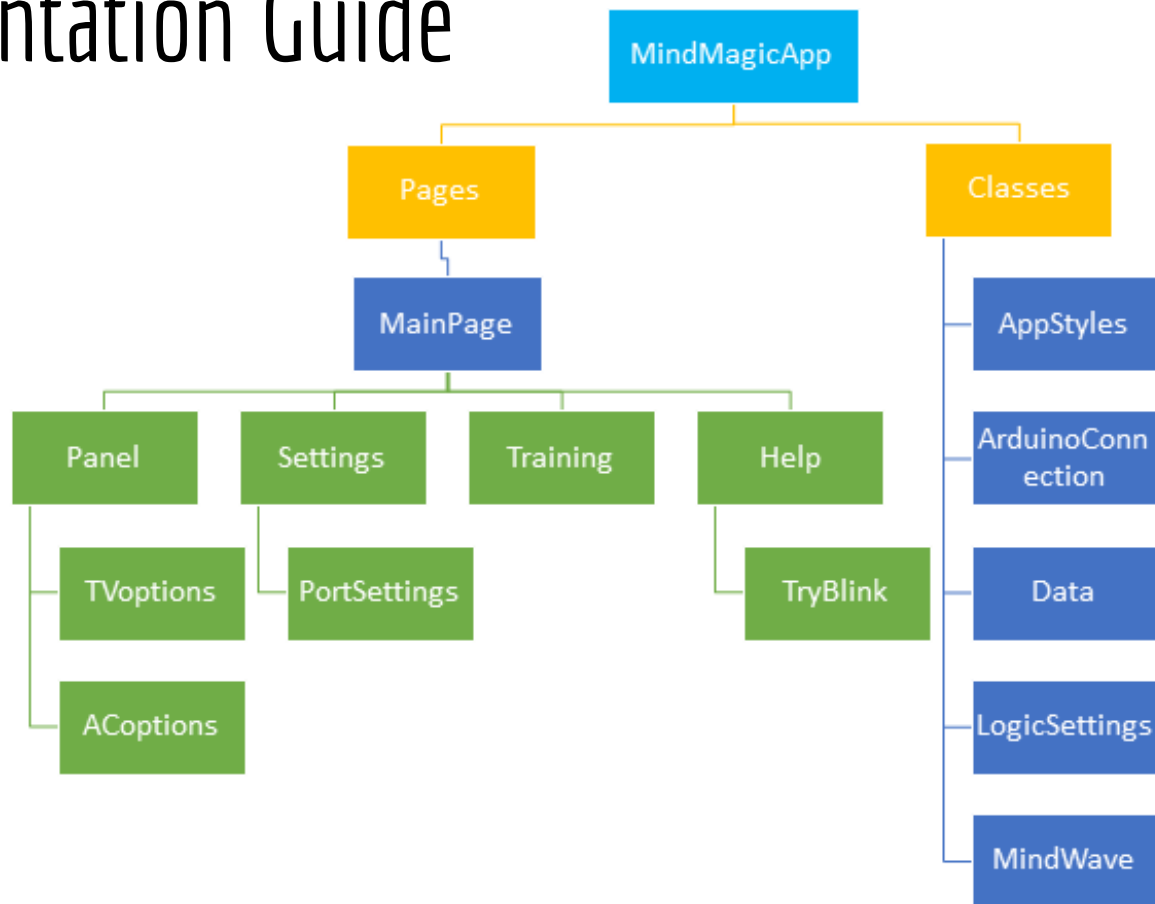 ntation Guide
MindMagicApp
Pages
Classes
MainPage
AppStyles
Panel
Settings
Training
Help
ArduinoConn
ection
TVoptions
PortSettings
TryBlink
Data
ACoptions
LogicSettings
MindWave